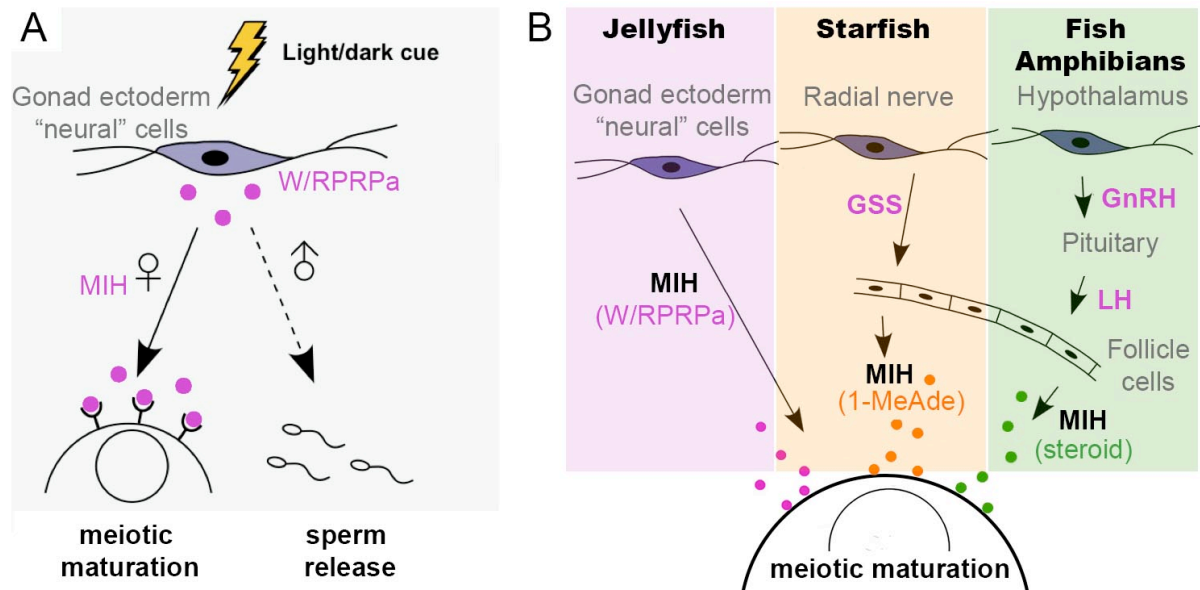 A
Light/dark cue
Gonad ectoderm
“neural” cells
W/RPRPa
MIH ♀
♂
meiotic
maturation
sperm
release
B
Jellyfish
Gonad ectoderm
“neural” cells
MIH
(W/RPRPa)
Starfish
Radial nerve
GSS
MIH
(1-MeAde)
Fish
Amphibians
Hypothalamus
GnRH
Pituitary
LH
Follicle
cells
MIH
(steroid)
meiotic maturation